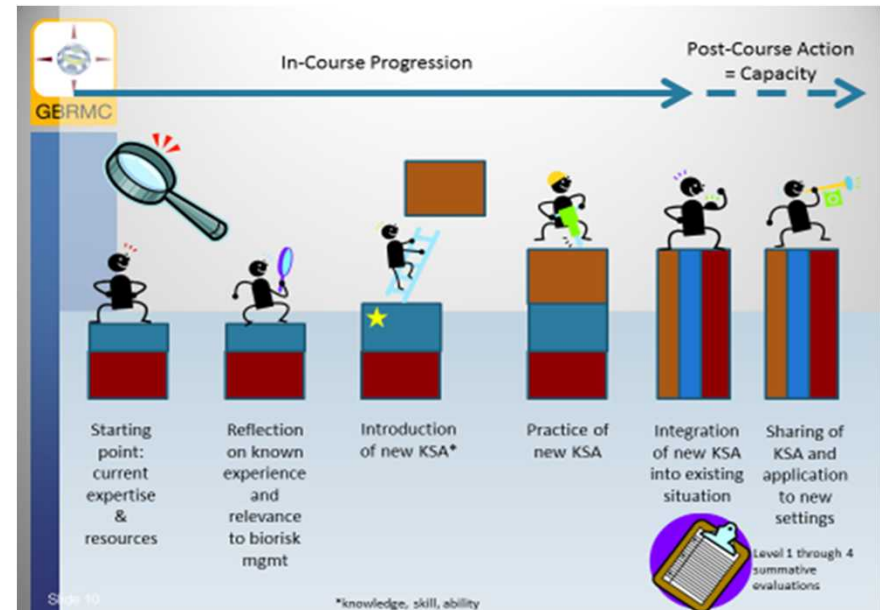 In-Course Progression
Post-Course Action
= Capacity
GBRMC
Starting
point:
current
expertise
&
resources
Reflection
on known
experience
and
relevance
to biorisk
mgmt
Introduction
of new KSA*
Practice of
new KSA
Integration
of new KSA
into existing
situation
Sharing of
KSA and
application
to new
settings
Level 1 through 4
summative
evaluations
Slide 10
*knowledge, skill, ability